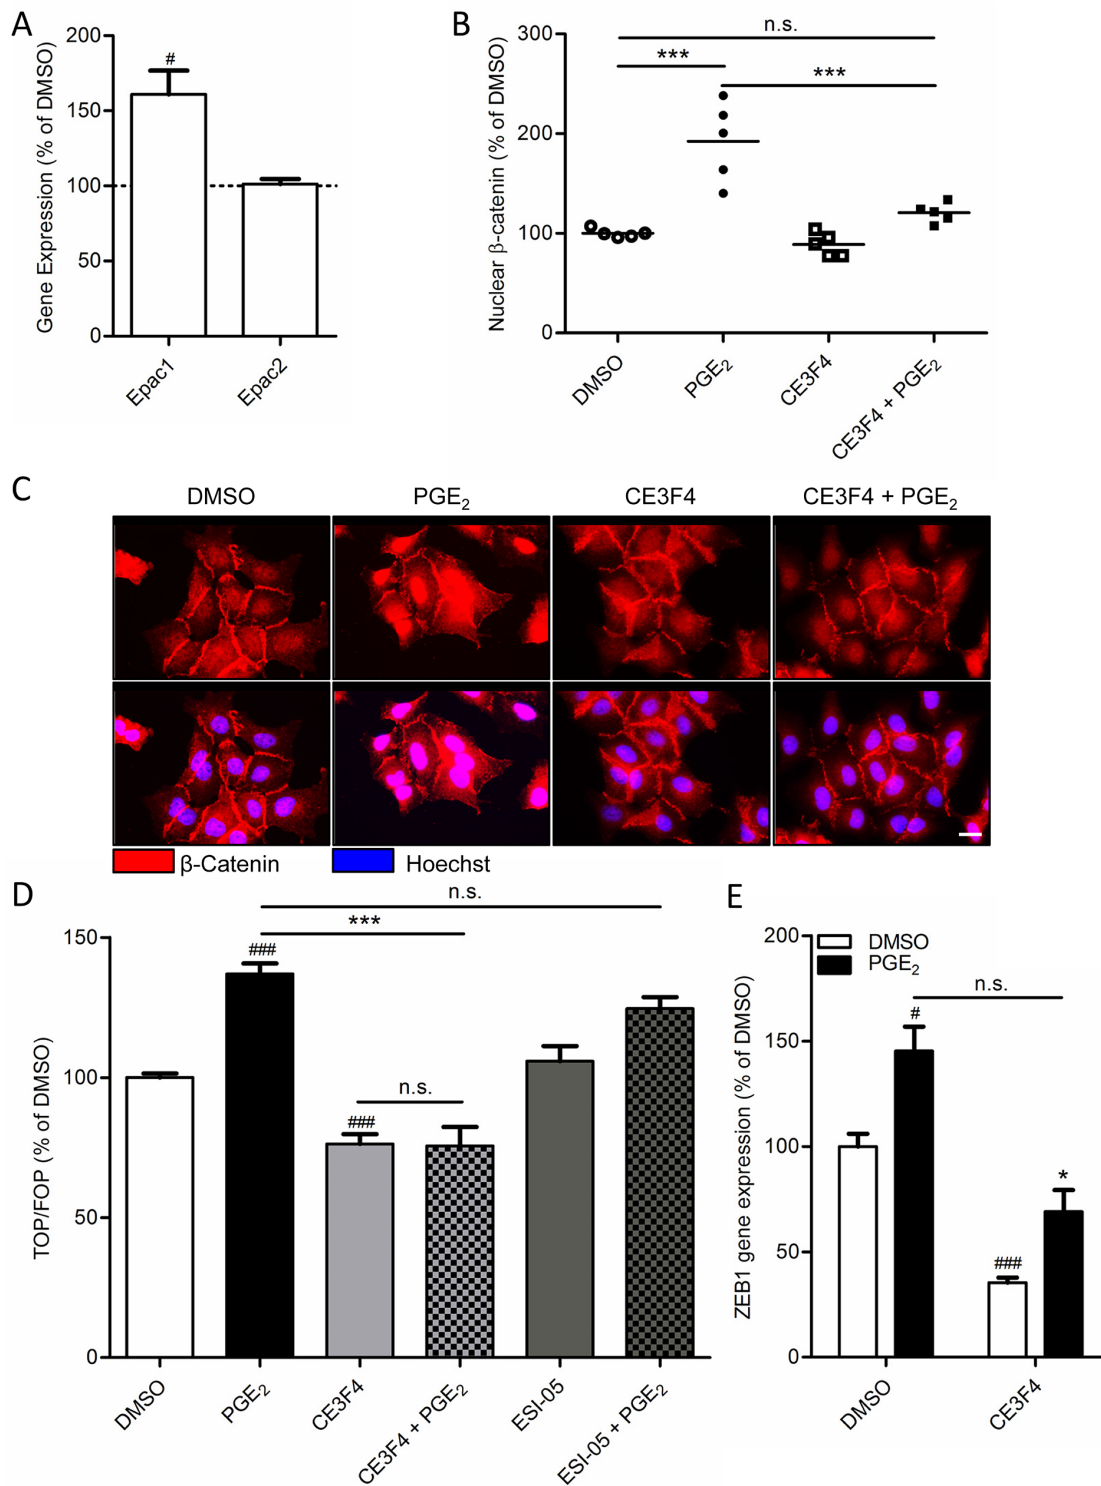 A
Gene Expression (% of DMSO)
200
150
100
50
0
#
Epac1
Epac2
B
Nuclear β-catenin (% of DMSO)
300
200
100
0
n.s.
***
***
DMSO
PGE₂
CE3F4
CE3F4 + PGE₂
C
DMSO
PGE₂
CE3F4
CE3F4 + PGE₂
β-Catenin
Hoechst
D
TOP/FOP (% of DMSO)
150
100
50
0
n.s.
***
###
n.s.
###
DMSO
PGE₂
CE3F4
CE3F4 + PGE₂
ESI-05
ESI-05 + PGE₂
E
ZEB1 gene expression (% of DMSO)
200
150
100
50
0
DMSO
PGE₂
n.s.
#
*
###
DMSO
CE3F4